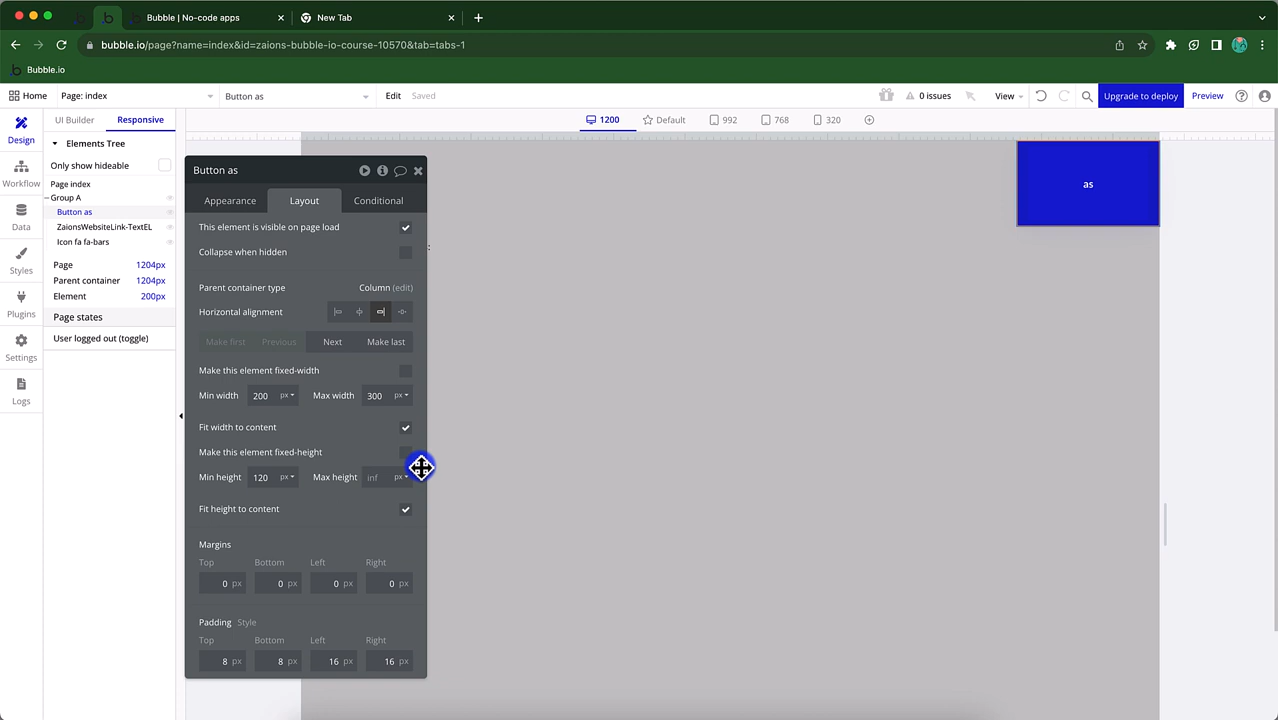 Bubble | No-code apps
New Tab
bubble.io/page?name=index&id=zaions-bubble-io-course-10570&tab=tabs-1
Bubble.io
Home
Page: index
Button as
Edit
Saved
0 issues
View
Upgrade to deploy
Preview
Design
Workflow
Data
Styles
Plugins
Settings
Logs
UI Builder
Responsive
Elements Tree
Only show hideable
Page index
Group A
Button as
ZaionsWebsiteLink-TextEL
Icon fa fa-bars
Page 1204px
Parent container 1204px
Element 200px
Page states
User logged out (toggle)
1200
Default
992
768
320
Button as
Appearance
Layout
Conditional
This element is visible on page load
Collapse when hidden
Parent container type Column (edit)
Horizontal alignment
Make first Previous Next Make last
Make this element fixed-width
Min width 200 px Max width 300 px
Fit width to content
Make this element fixed-height
Min height 120 px Max height inf px
Fit height to content
Margins
Top Bottom Left Right
0 px 0 px 0 px 0 px
Padding Style
Top Bottom Left Right
8 px 8 px 16 px 16 px
as